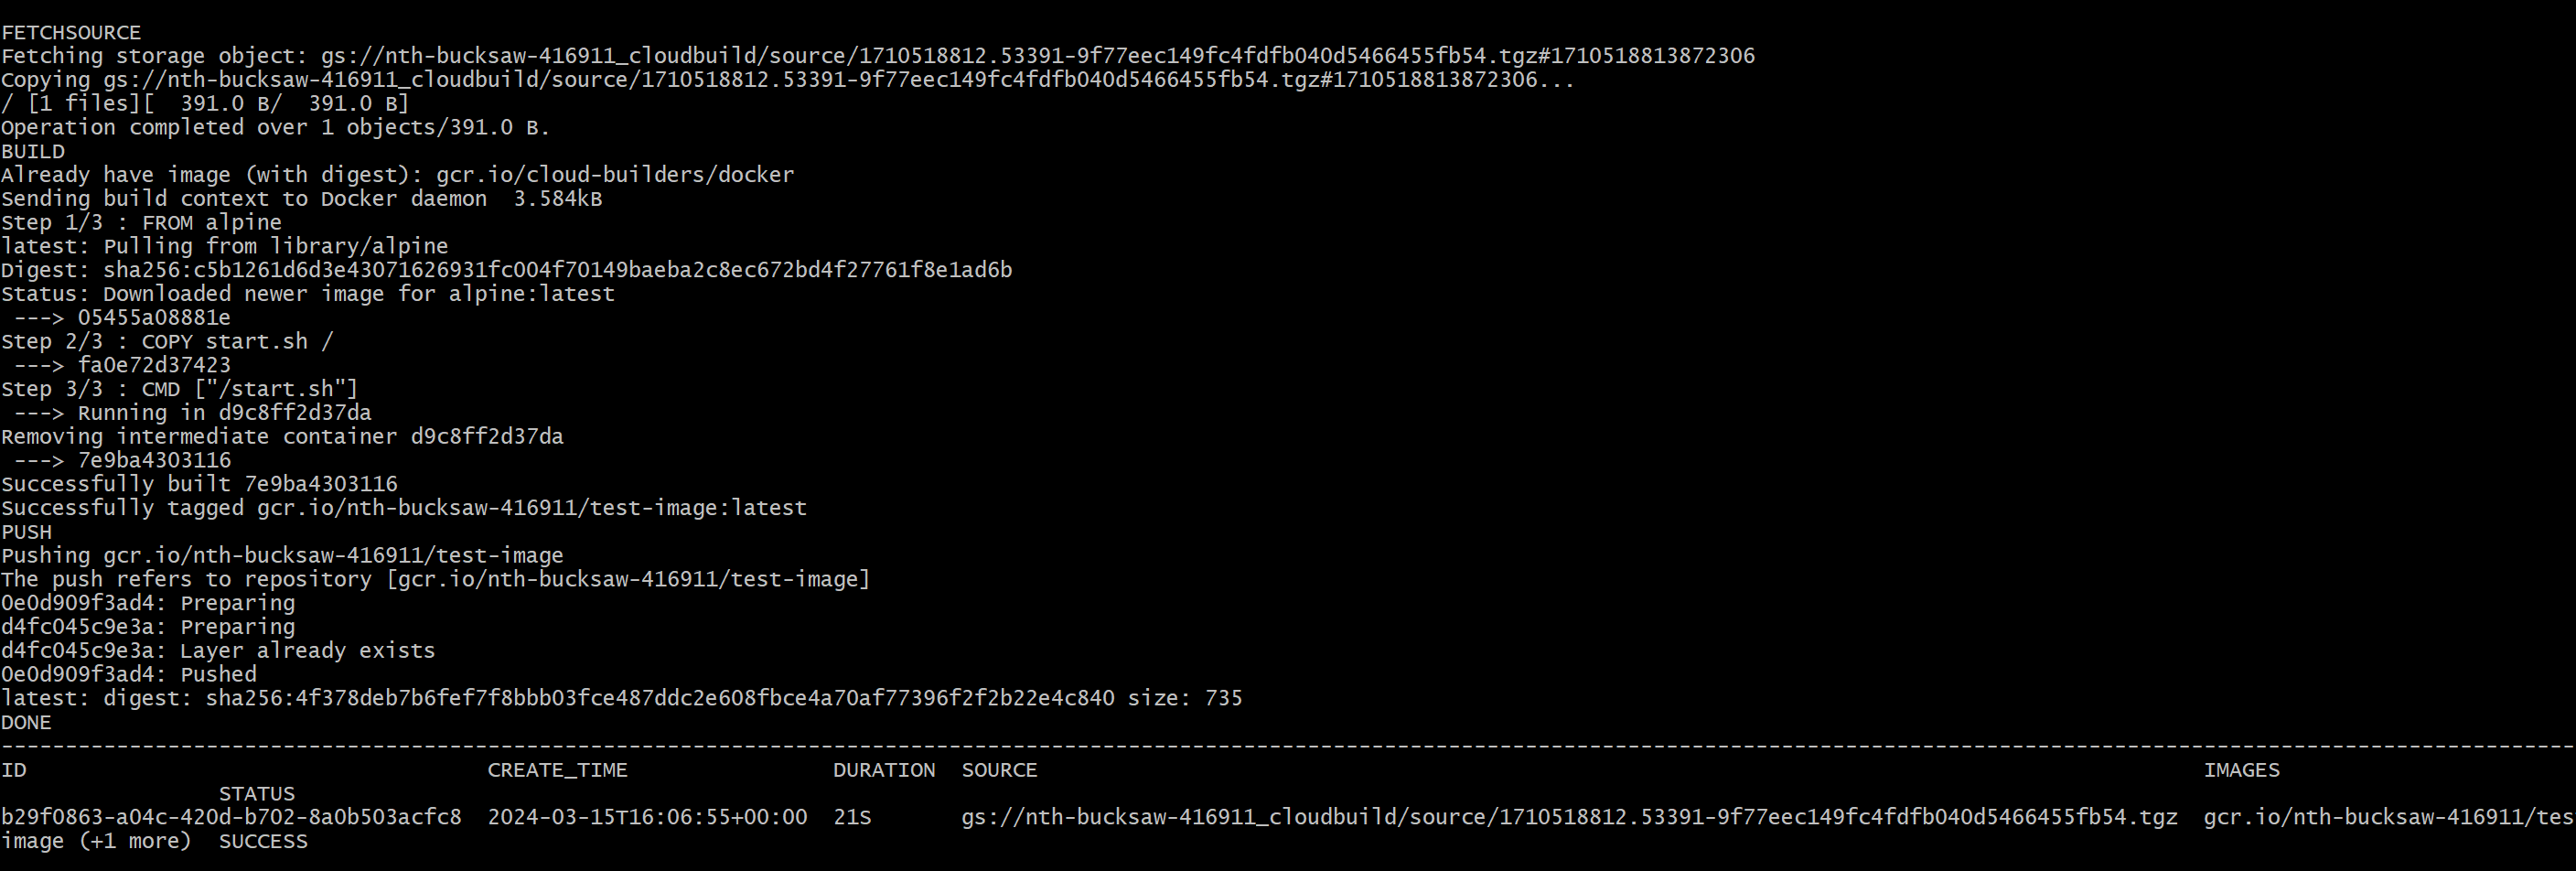 FETCHSOURCE
Fetching storage object: gs://nth-bucksaw-416911_cloudbuild/source/1710518812.53391-9f77eec149fc4fdfb040d5466455fb54.tgz#1710518813872306
Copying gs://nth-bucksaw-416911_cloudbuild/source/1710518812.53391-9f77eec149fc4fdfb040d5466455fb54.tgz#1710518813872306...
/ [1 files][  391.0 B/  391.0 B]
Operation completed over 1 objects/391.0 B.
BUILD
Already have image (with digest): gcr.io/cloud-builders/docker
Sending build context to Docker daemon  3.584kB
Step 1/3 : FROM alpine
latest: Pulling from library/alpine
Digest: sha256:c5b1261d6d3e43071626931fc004f70149baeba2c8ec672bd4f27761f8e1ad6b
Status: Downloaded newer image for alpine:latest
 ---> 05455a08881e
Step 2/3 : COPY start.sh /
 ---> fa0e72d37423
Step 3/3 : CMD ["/start.sh"]
 ---> Running in d9c8ff2d37da
Removing intermediate container d9c8ff2d37da
 ---> 7e9ba4303116
Successfully built 7e9ba4303116
Successfully tagged gcr.io/nth-bucksaw-416911/test-image:latest
PUSH
Pushing gcr.io/nth-bucksaw-416911/test-image
The push refers to repository [gcr.io/nth-bucksaw-416911/test-image]
0e0d909f3ad4: Preparing
d4fc045c9e3a: Preparing
d4fc045c9e3a: Layer already exists
0e0d909f3ad4: Pushed
latest: digest: sha256:4f378deb7b6fef7f8bbb03fce487ddc2e608fbce4a70af77396f2f2b22e4c840 size: 735
DONE
ID                                    CREATE_TIME                DURATION  SOURCE                                                                                           IMAGES
                 STATUS
b29f0863-a04c-420d-b702-8a0b503acfc8  2024-03-15T16:06:55+00:00  21S       gs://nth-bucksaw-416911_cloudbuild/source/1710518812.53391-9f77eec149fc4fdfb040d5466455fb54.tgz  gcr.io/nth-bucksaw-416911/tes
image (+1 more)  SUCCESS